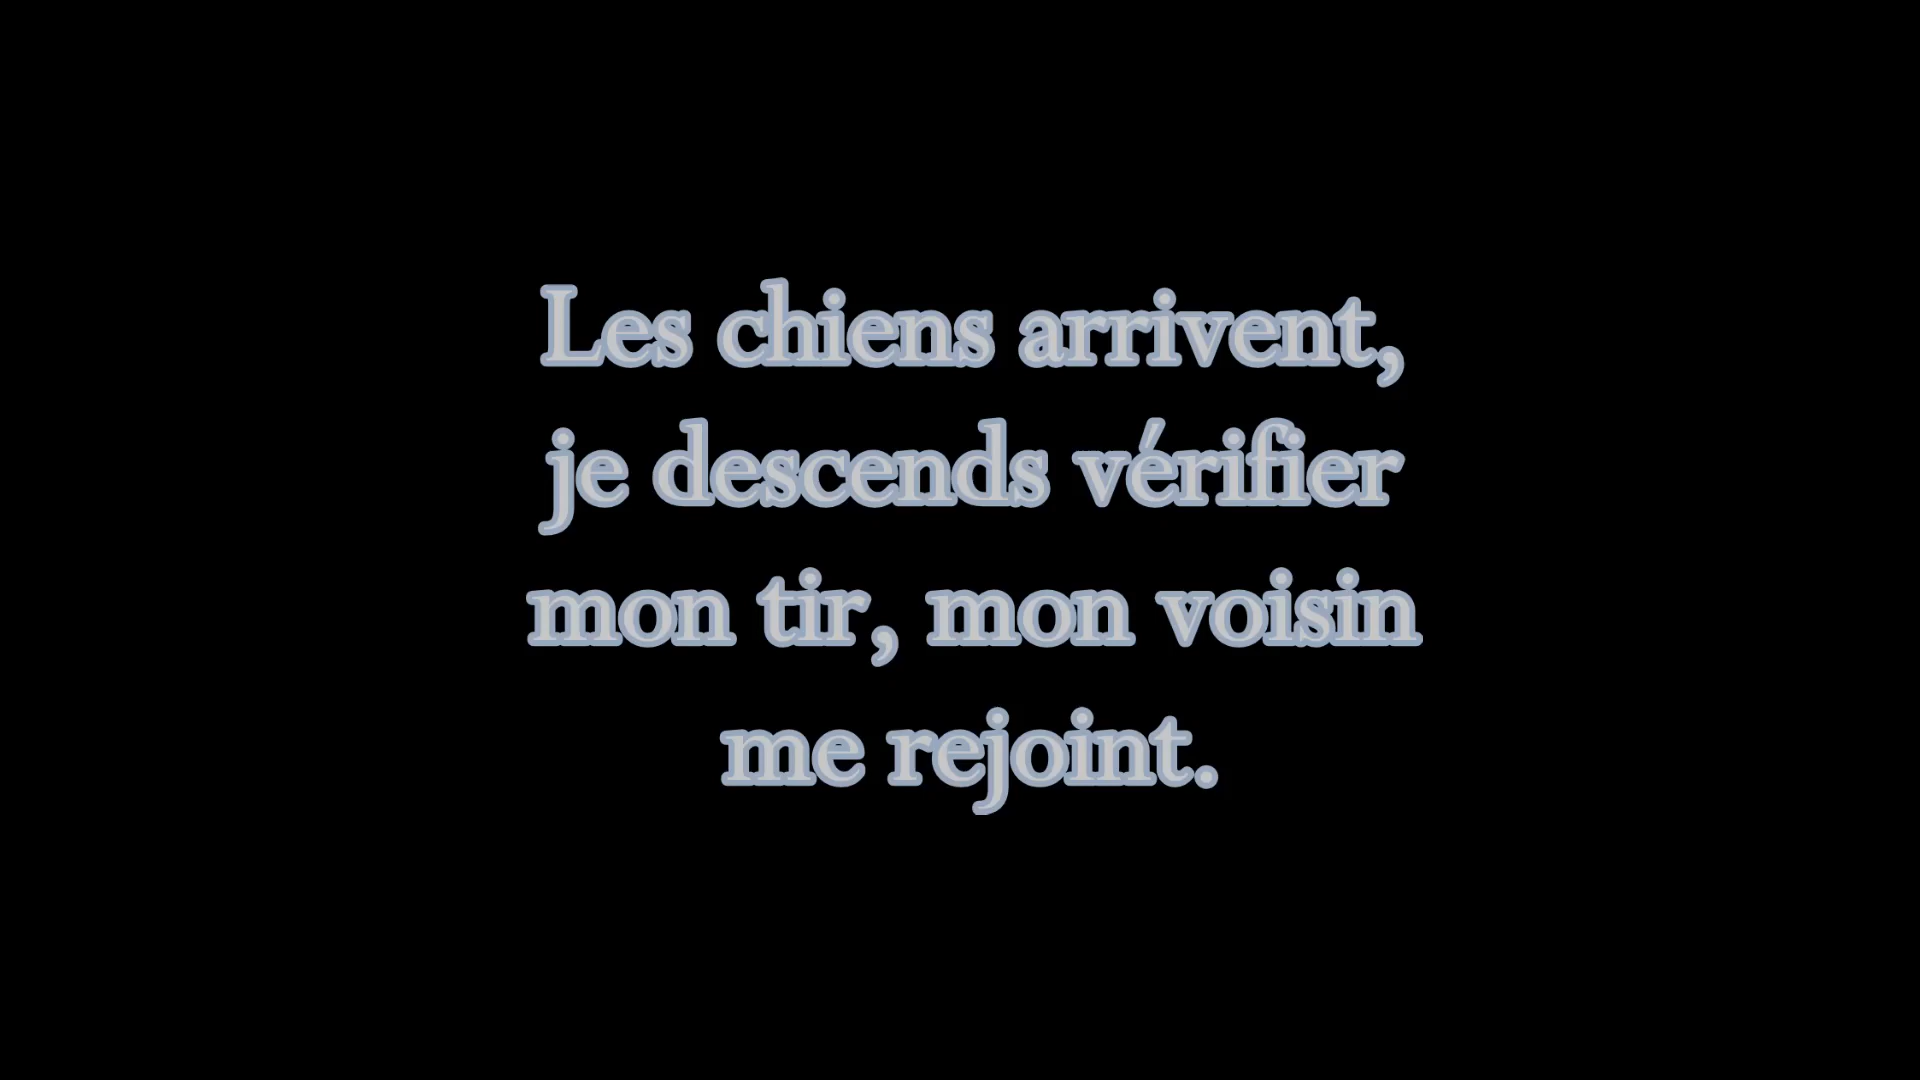 Les chiens arrivent,
je descends vérifier
mon tir, mon voisin
me rejoint.